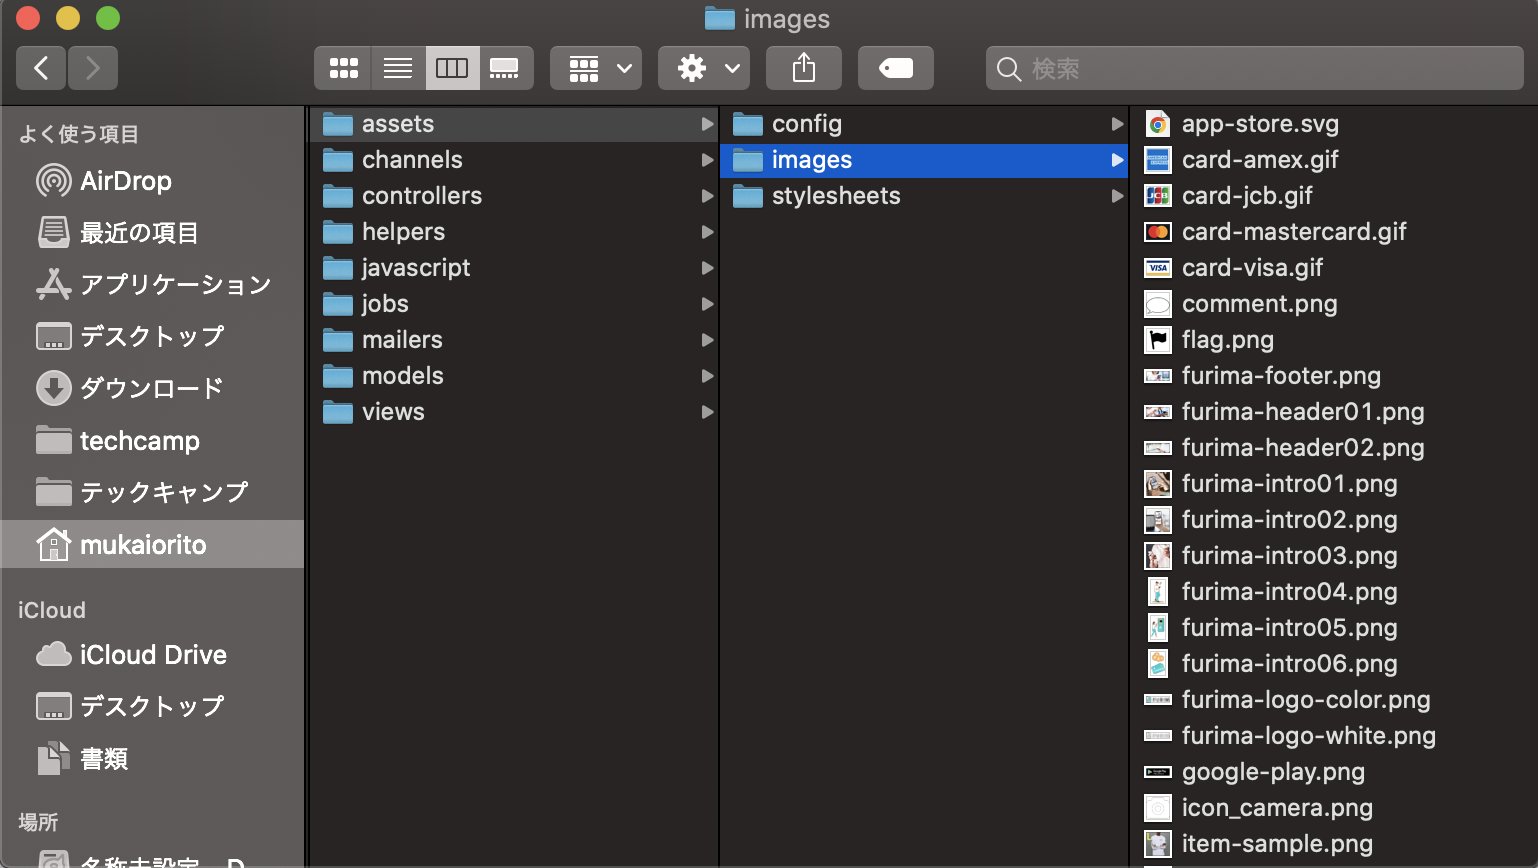 images
検索
よく使う項目
AirDrop
最近の項目
アプリケーション
デスクトップ
ダウンロード
techcamp
テックキャンプ
mukaiorito
iCloud
iCloud Drive
デスクトップ
書類
場所
名称未設定 - D
assets
channels
controllers
helpers
javascript
jobs
mailers
models
views
config
images
stylesheets
app-store.svg
card-amex.gif
card-jcb.gif
card-mastercard.gif
card-visa.gif
comment.png
flag.png
furima-footer.png
furima-header01.png
furima-header02.png
furima-intro01.png
furima-intro02.png
furima-intro03.png
furima-intro04.png
furima-intro05.png
furima-intro06.png
furima-logo-color.png
furima-logo-white.png
google-play.png
icon_camera.png
item-sample.png